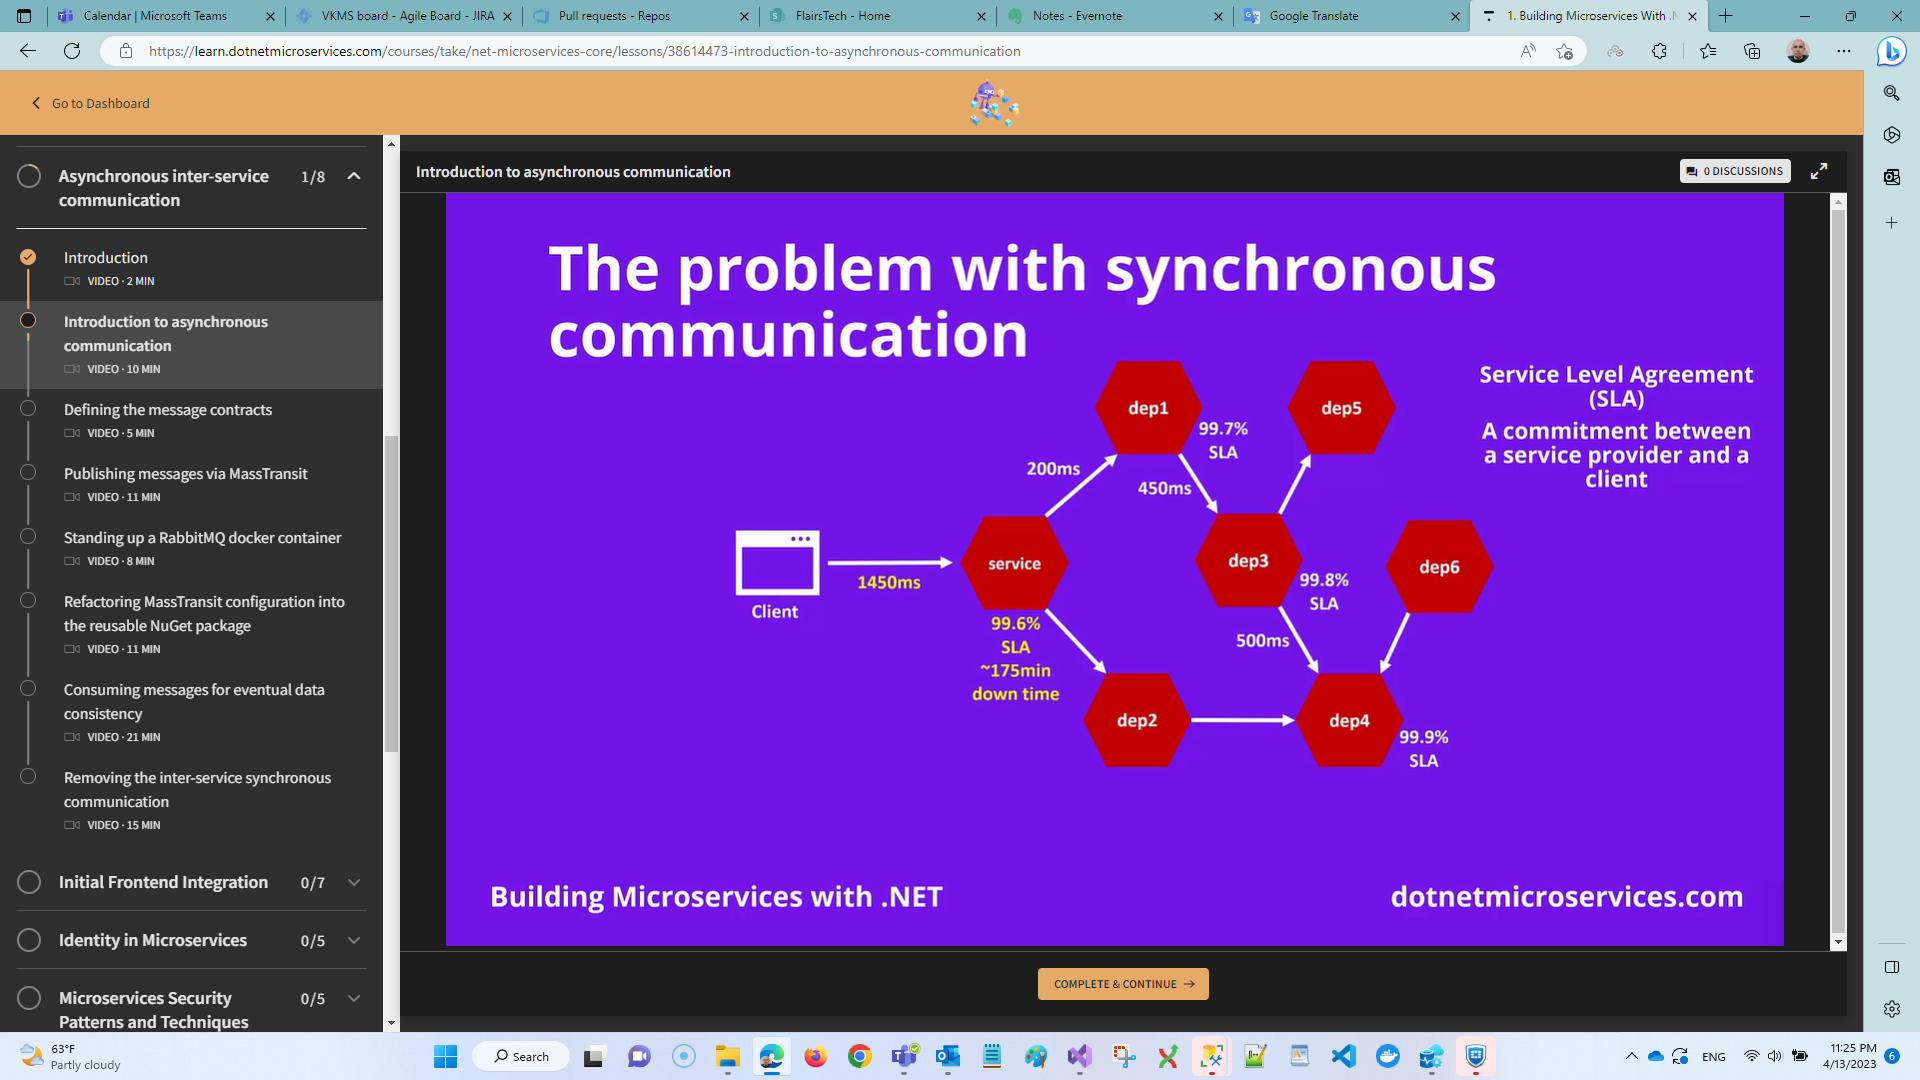 Calendar | Microsoft Teams
VKMS board - Agile Board - JIRA
Pull requests - Repos
FlairsTech - Home
Notes - Evernote
Google Translate
1. Building Microservices With .N
https://learn.dotnetmicroservices.com/courses/take/net-microservices-core/lessons/38614473-introduction-to-asynchronous-communication
Go to Dashboard
Asynchronous inter-service
communication
1/8
Introduction
VIDEO · 2 MIN
Introduction to asynchronous
communication
VIDEO · 10 MIN
Defining the message contracts
VIDEO · 5 MIN
Publishing messages via MassTransit
VIDEO · 11 MIN
Standing up a RabbitMQ docker container
VIDEO · 8 MIN
Refactoring MassTransit configuration into
the reusable NuGet package
VIDEO · 11 MIN
Consuming messages for eventual data
consistency
VIDEO · 21 MIN
Removing the inter-service synchronous
communication
VIDEO · 15 MIN
Initial Frontend Integration 0/7
Identity in Microservices 0/5
Microservices Security
Patterns and Techniques
0/5
Introduction to asynchronous communication
0 DISCUSSIONS
The problem with synchronous
communication
Service Level Agreement
(SLA)
A commitment between
a service provider and a
client
dep1
99.7%
SLA
dep5
200ms
450ms
Client
1450ms
service
99.6%
SLA
~175min
down time
dep3
99.8%
SLA
dep6
500ms
dep2
dep4
99.9%
SLA
Building Microservices with .NET
dotnetmicroservices.com
COMPLETE & CONTINUE
63°F
Partly cloudy
Search
ENG
11:25 PM
4/13/2023
6